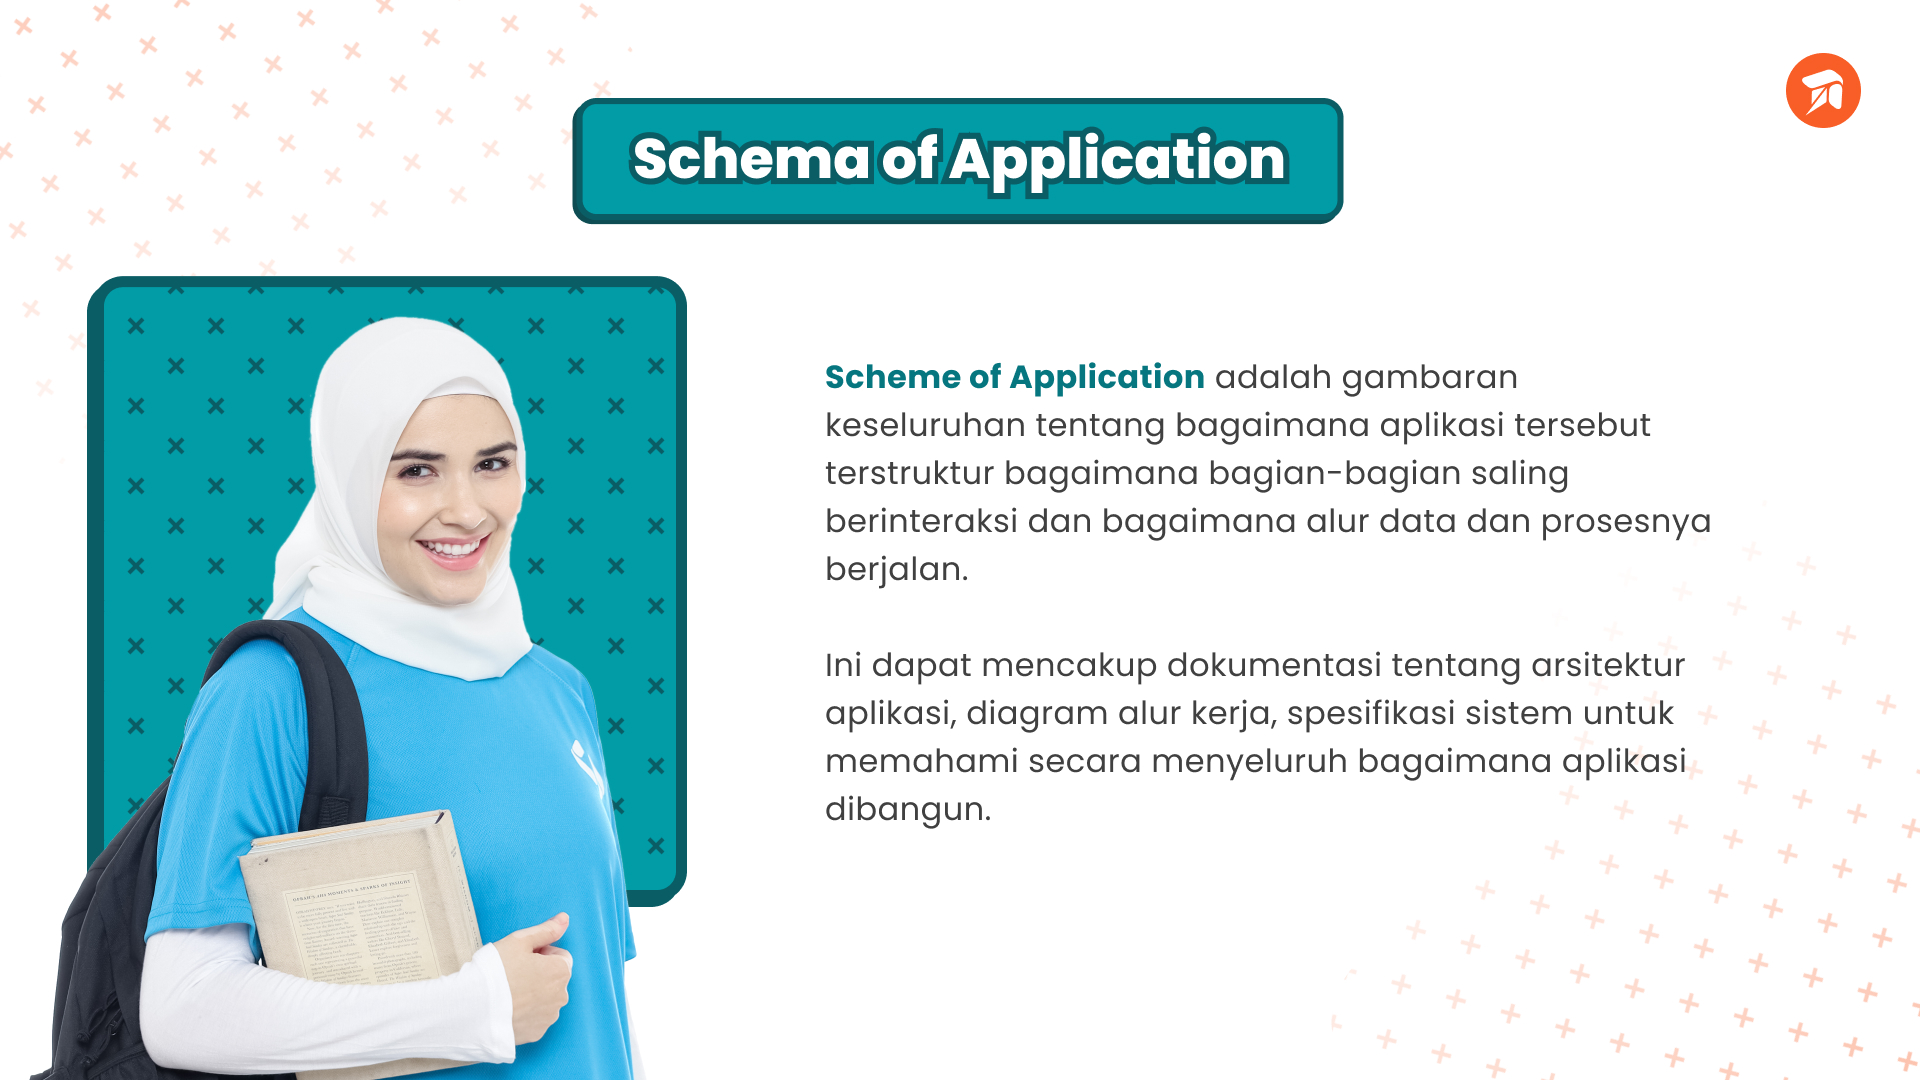 Schema of Application
Scheme of Application adalah gambaran
keseluruhan tentang bagaimana aplikasi tersebut
terstruktur bagaimana bagian-bagian saling
berinteraksi dan bagaimana alur data dan prosesnya
berjalan.
Ini dapat mencakup dokumentasi tentang arsitektur
aplikasi, diagram alur kerja, spesifikasi sistem untuk
memahami secara menyeluruh bagaimana aplikasi
dibangun.